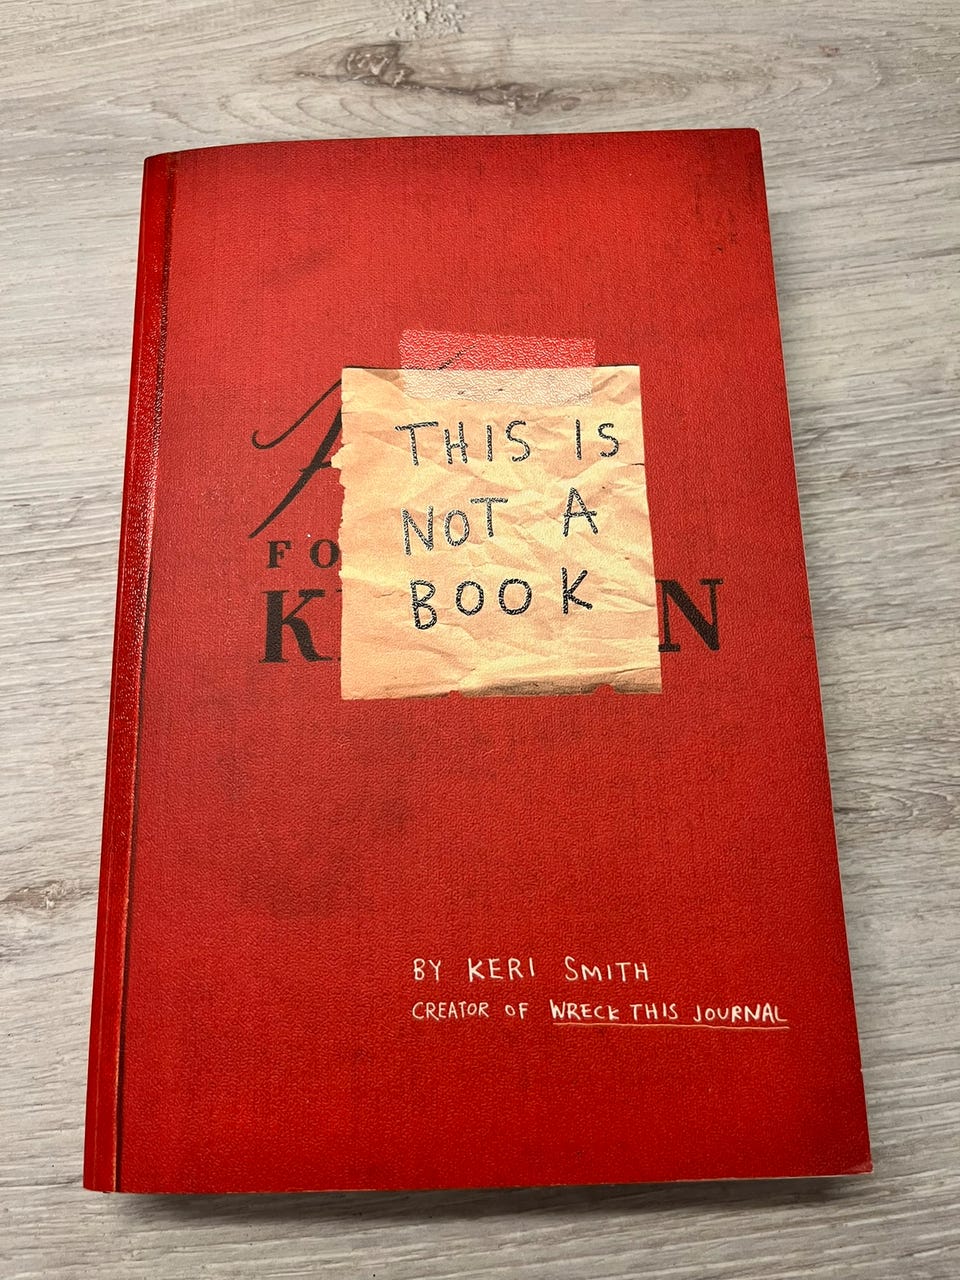 THIS IS
NOT A
BOOK
BY KERI SMITH
CREATOR OF WRECK THIS JOURNAL